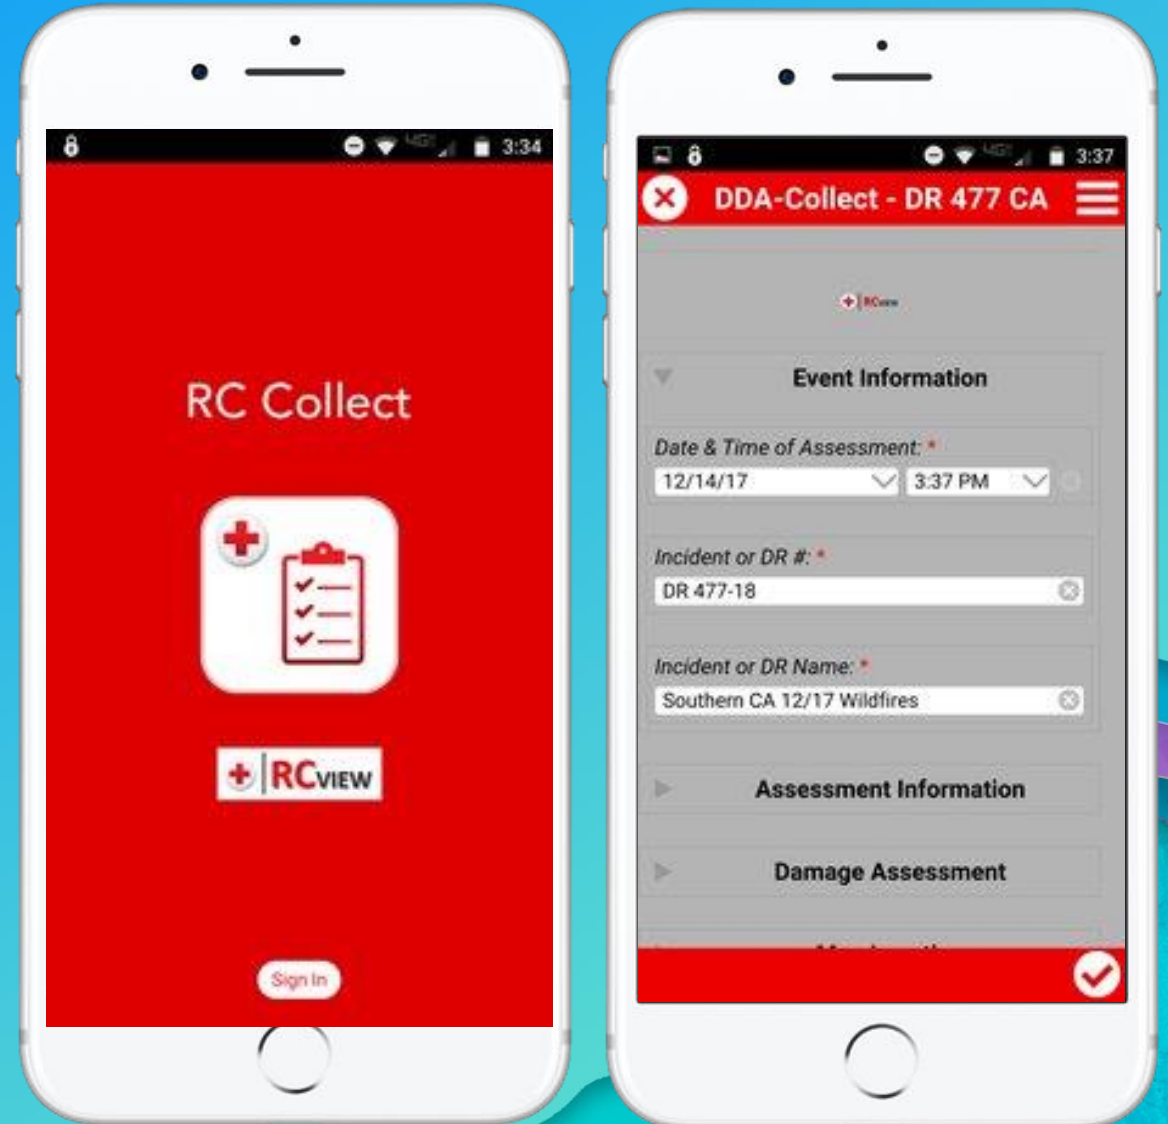 3:34
RC Collect
RCVIEW
Sign In
3:37
DDA-Collect - DR 477 CA
RCVIEW
Event Information
Date & Time of Assessment: *
12/14/17 3:37 PM
Incident or DR #: *
DR 477-18
Incident or DR Name: *
Southern CA 12/17 Wildfires
Assessment Information
Damage Assessment